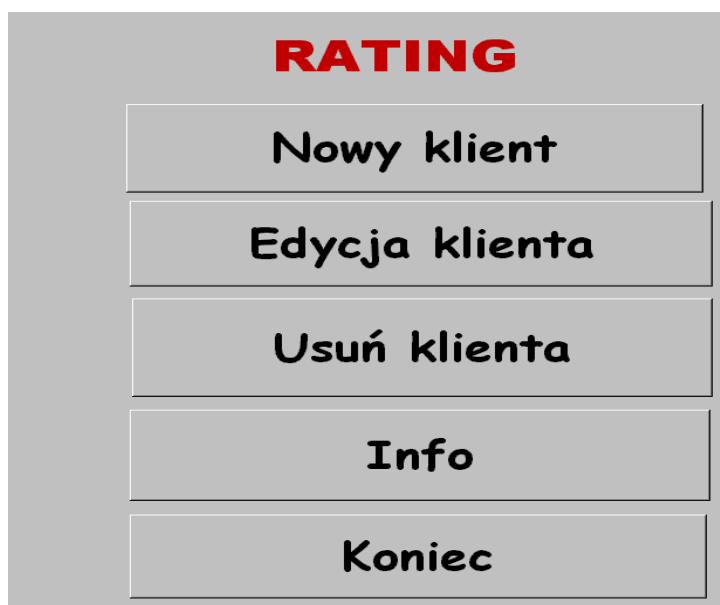 RATING
Nowy klient
Edycja klienta
Usuń klienta
Info
Koniec